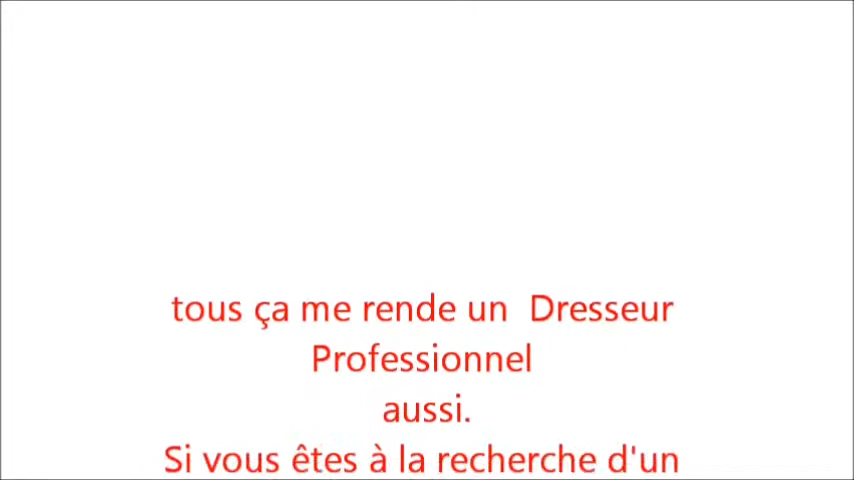 tous ça me rende un  Dresseur
Professionnel
aussi.
Si vous êtes à la recherche d'un